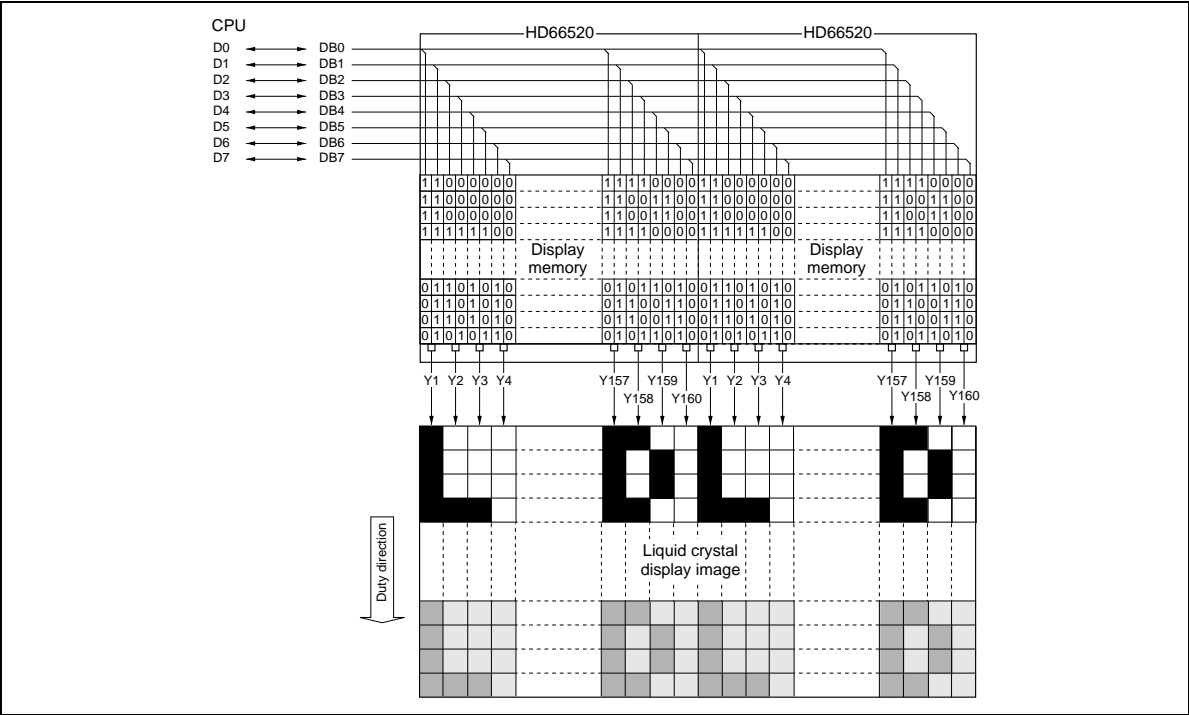 CPU
HD66520 HD66520
D0 DB0
D1 DB1
D2 DB2
D3 DB3
D4 DB4
D5 DB5
D6 DB6
D7 DB7
1 1 0 0 0 0 0 0 1 1 1 1 0 0 0 0 1 1 0 0 0 0 0 0 1 1 1 1 0 0 0 0
1 1 0 0 0 0 0 0 1 1 0 0 1 1 0 0 1 1 0 0 0 0 0 0 1 1 0 0 1 1 0 0
1 1 0 0 0 0 0 0 1 1 0 0 1 1 0 0 1 1 0 0 0 0 0 0 1 1 0 0 1 1 0 0
1 1 1 1 1 1 0 0 1 1 1 1 0 0 0 0 1 1 1 1 1 1 0 0 1 1 1 1 0 0 0 0
Display Display
memory memory
0 1 1 0 1 0 1 0 0 1 0 1 1 0 1 0 0 1 1 0 1 0 1 0 0 1 0 1 1 0 1 0
0 1 1 0 1 0 1 0 0 1 1 0 0 1 1 0 0 1 1 0 1 0 1 0 0 1 1 0 0 1 1 0
0 1 1 0 1 0 1 0 0 1 1 0 0 1 1 0 0 1 1 0 1 0 1 0 0 1 1 0 0 1 1 0
0 1 0 1 0 1 1 0 0 1 0 1 1 0 1 0 0 1 0 1 0 1 1 0 0 1 0 1 1 0 1 0
Y1 Y2 Y3 Y4 Y157 Y159 Y1 Y2 Y3 Y4 Y157 Y159
Y158 Y160 Y158 Y160
Duty direction
Liquid crystal
display image